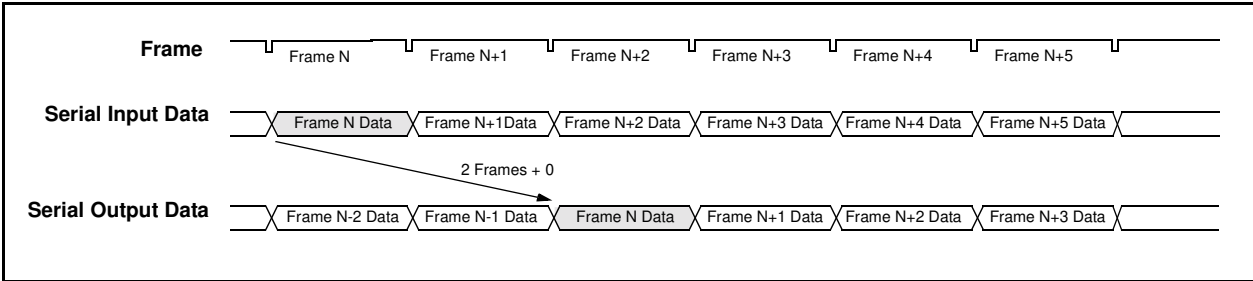 Frame
Frame N Frame N+1 Frame N+2 Frame N+3 Frame N+4 Frame N+5
Serial Input Data
Frame N Data Frame N+1Data Frame N+2 Data Frame N+3 Data Frame N+4 Data Frame N+5 Data
2 Frames + 0
Serial Output Data
Frame N-2 Data Frame N-1 Data Frame N Data Frame N+1 Data Frame N+2 Data Frame N+3 Data